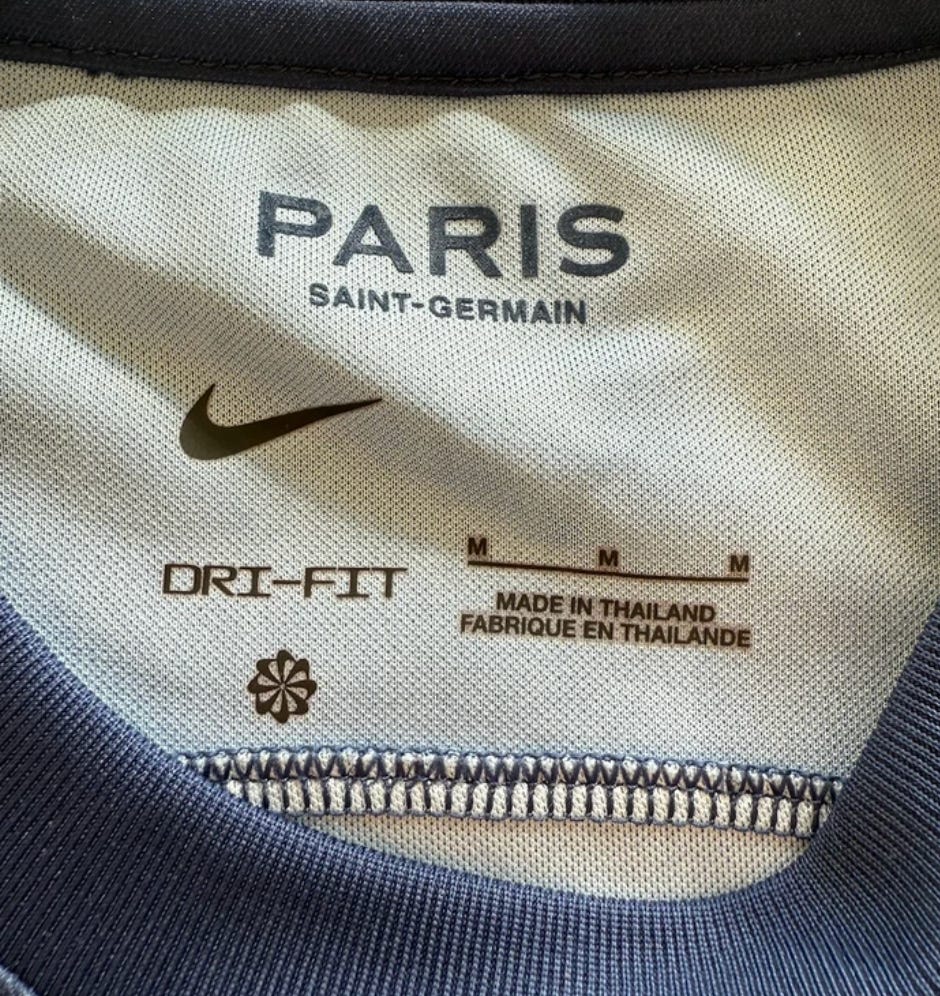 PARIS
SAINT-GERMAIN
DRI-FIT
M M M
MADE IN THAILAND
FABRIQUE EN THAILANDE